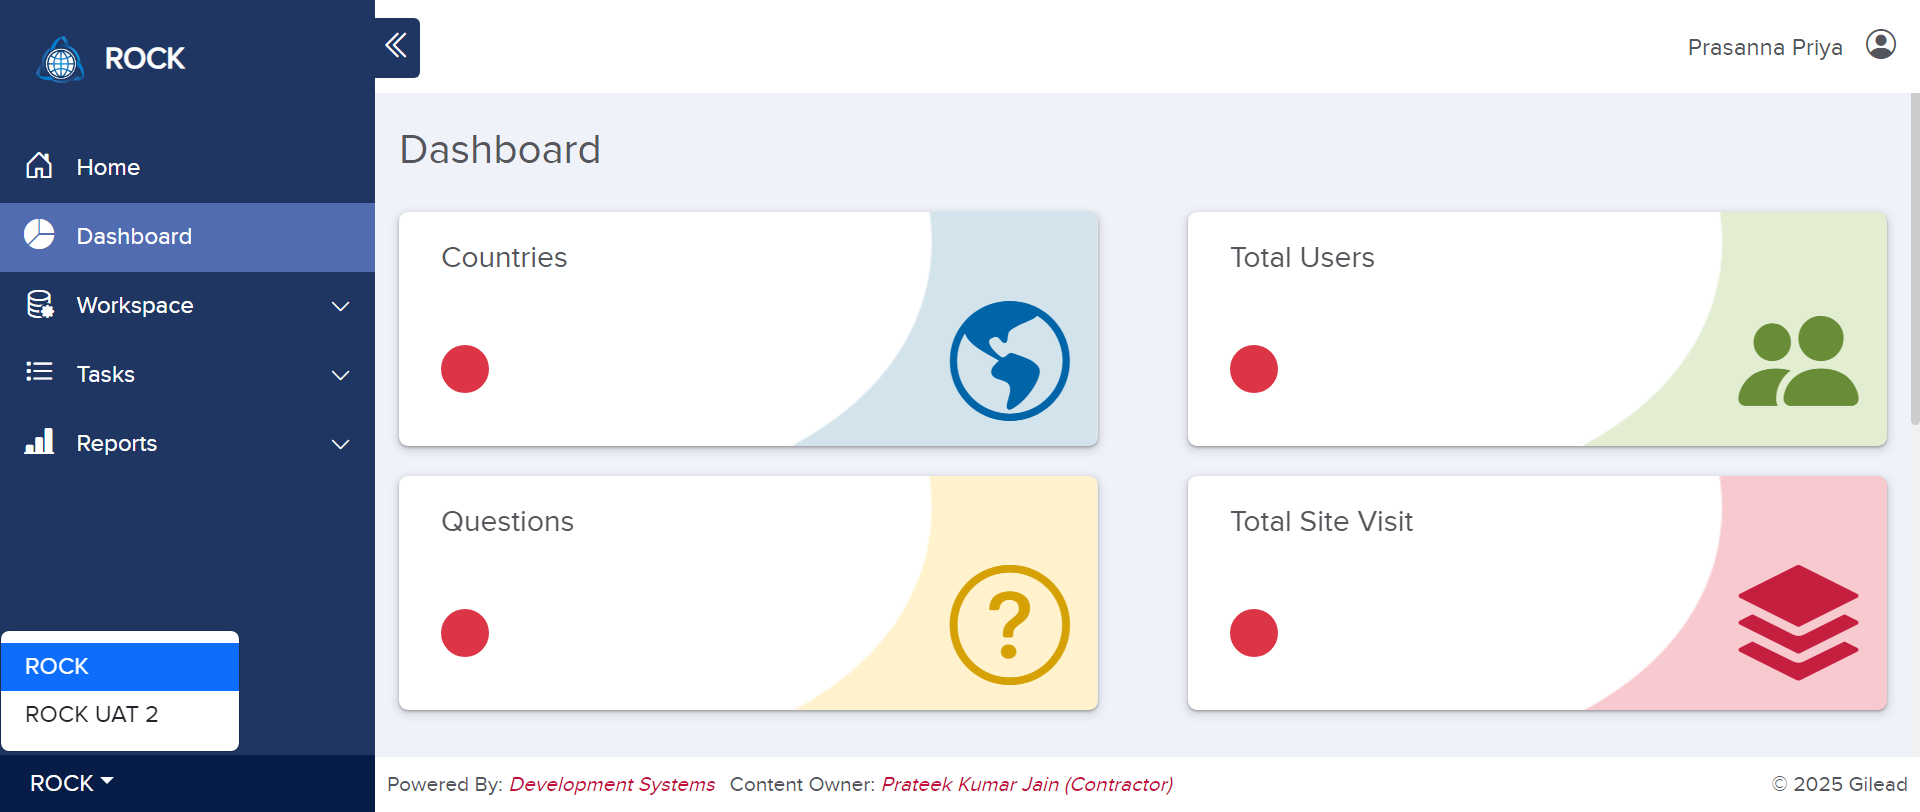 ROCK
Prasanna Priya
Home
Dashboard
Workspace
Tasks
Reports
Dashboard
Countries
Total Users
Questions
?
Total Site Visit
ROCK
ROCK UAT 2
ROCK
Powered By: Development Systems Content Owner: Prateek Kumar Jain (Contractor)
© 2025 Gilead